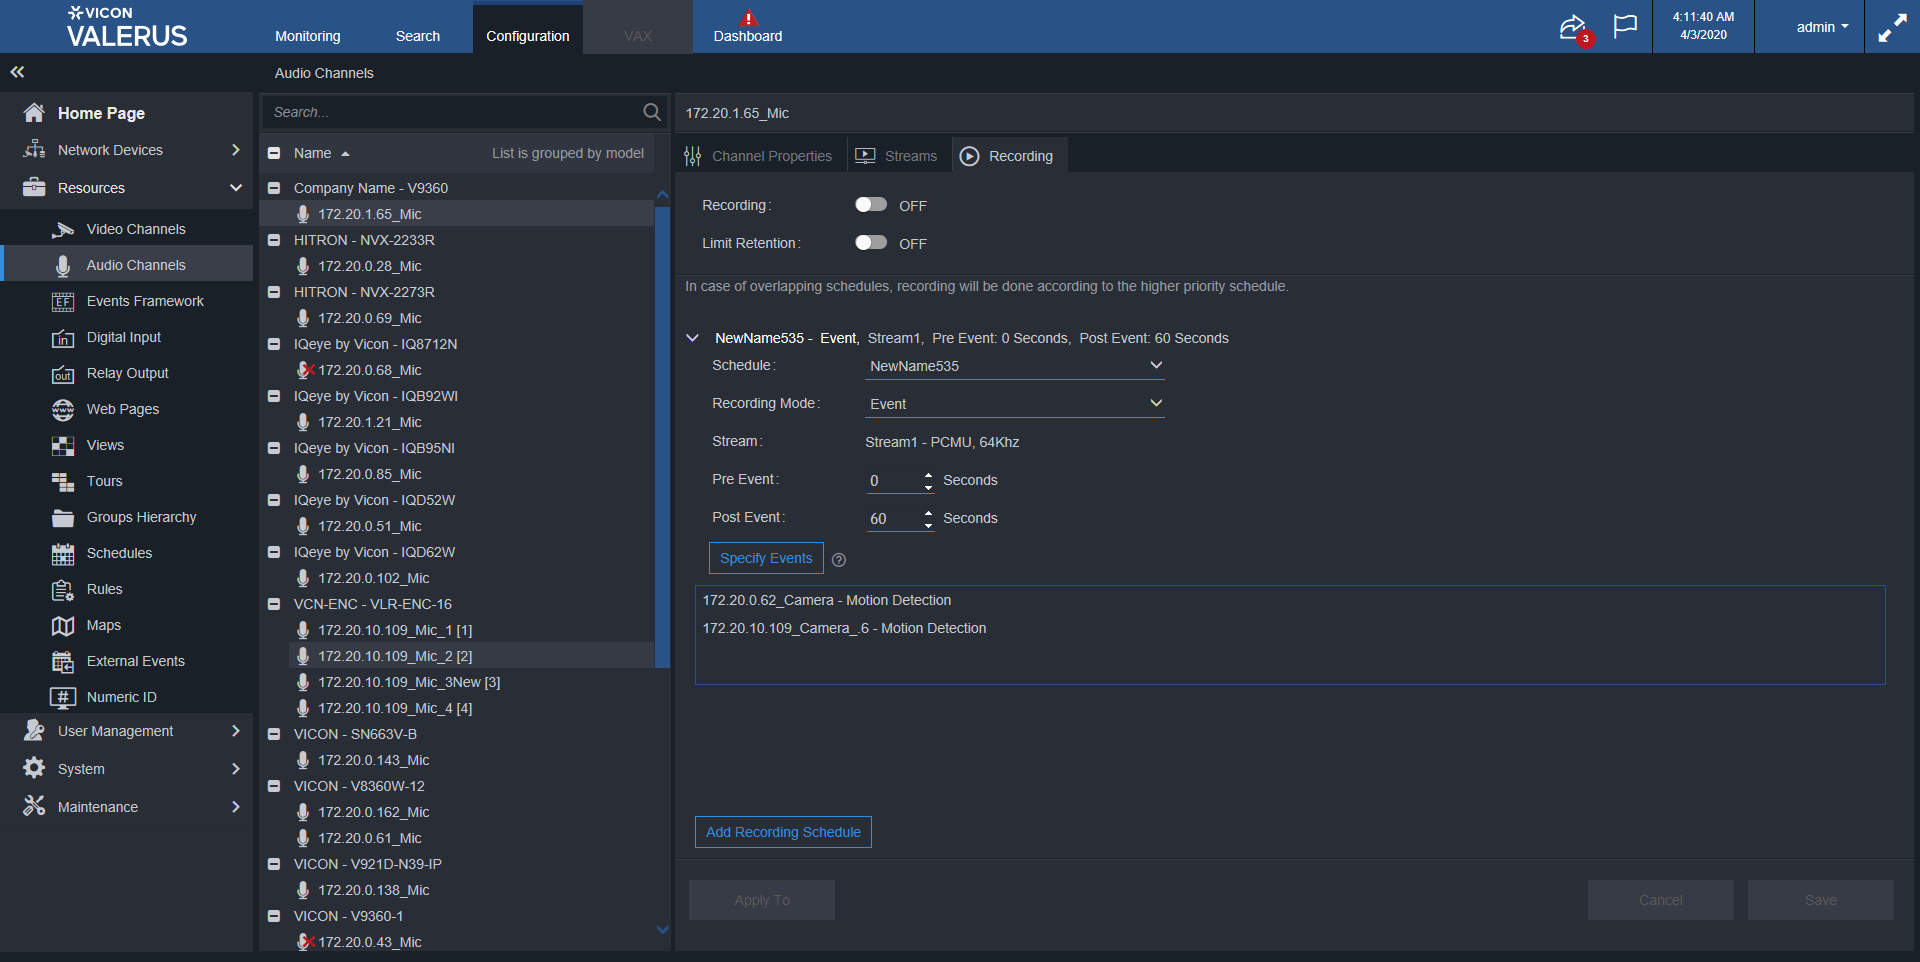 VICON
VALERUS
Monitoring
Search
Configuration
VAX
Dashboard
3
4:11:40 AM
4/3/2020
admin
Audio Channels
Home Page
Network Devices
Resources
Video Channels
Audio Channels
EF
Events Framework
in
Digital Input
out
Relay Output
www
Web Pages
Views
Tours
Groups Hierarchy
Schedules
Rules
Maps
External Events
#
Numeric ID
User Management
System
Maintenance
Search...
Name
List is grouped by model
Company Name - V9360
172.20.1.65_Mic
HITRON - NVX-2233R
172.20.0.28_Mic
HITRON - NVX-2273R
172.20.0.69_Mic
IQeye by Vicon - IQ8712N
172.20.0.68_Mic
IQeye by Vicon - IQB92WI
172.20.1.21_Mic
IQeye by Vicon - IQB95NI
172.20.0.85_Mic
IQeye by Vicon - IQD52W
172.20.0.51_Mic
IQeye by Vicon - IQD62W
172.20.0.102_Mic
VCN-ENC - VLR-ENC-16
172.20.10.109_Mic_1 [1]
172.20.10.109_Mic_2 [2]
172.20.10.109_Mic_3New [3]
172.20.10.109_Mic_4 [4]
VICON - SN663V-B
172.20.0.143_Mic
VICON - V8360W-12
172.20.0.162_Mic
172.20.0.61_Mic
VICON - V921D-N39-IP
172.20.0.138_Mic
VICON - V9360-1
172.20.0.43_Mic
172.20.1.65_Mic
Channel Properties
Streams
Recording
Recording: OFF
Limit Retention: OFF
In case of overlapping schedules, recording will be done according to the higher priority schedule.
NewName535 - Event, Stream1, Pre Event: 0 Seconds, Post Event: 60 Seconds
Schedule: NewName535
Recording Mode: Event
Stream: Stream1 - PCMU, 64Khz
Pre Event: 0 Seconds
Post Event: 60 Seconds
Specify Events ?
172.20.0.62_Camera - Motion Detection
172.20.10.109_Camera_.6 - Motion Detection
Add Recording Schedule
Apply To
Cancel
Save